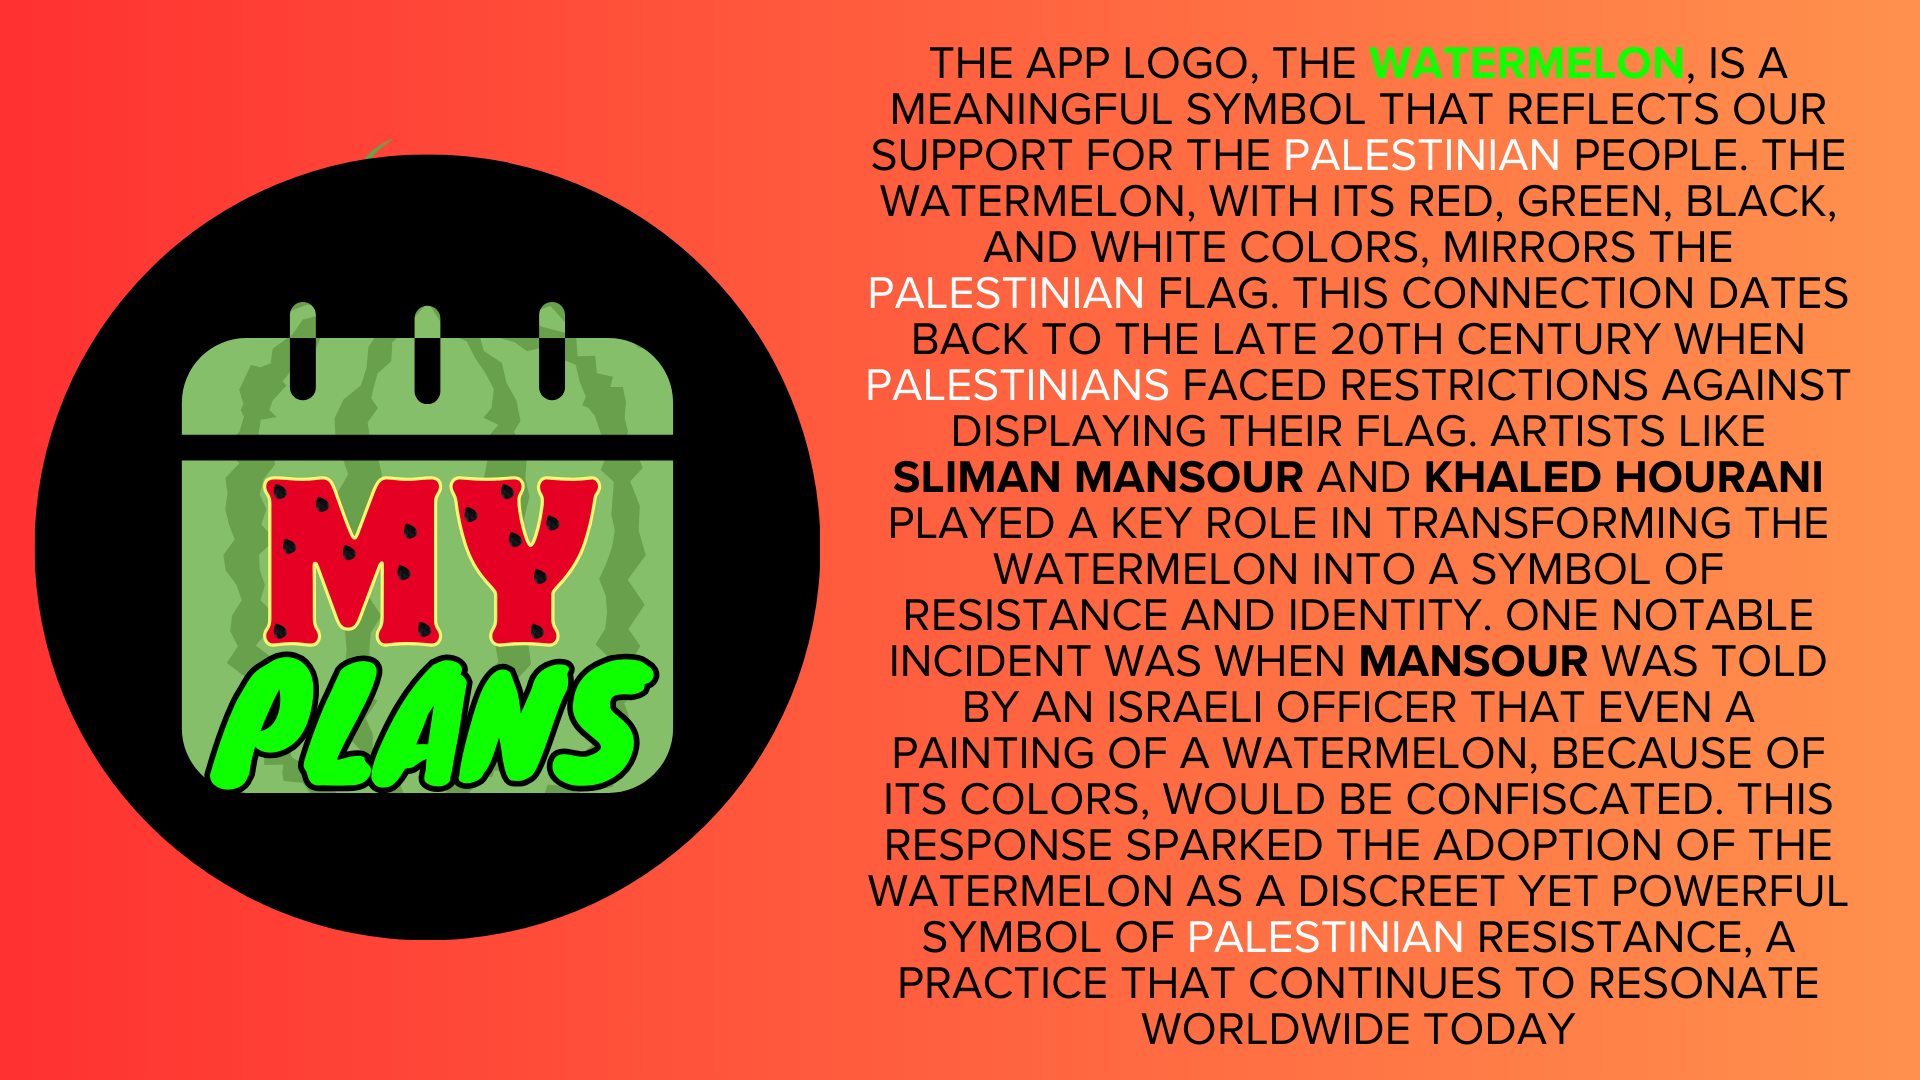 MY
PLANS
THE APP LOGO, THE WATERMELON, IS A
MEANINGFUL SYMBOL THAT REFLECTS OUR
SUPPORT FOR THE PALESTINIAN PEOPLE. THE
WATERMELON, WITH ITS RED, GREEN, BLACK,
AND WHITE COLORS, MIRRORS THE
PALESTINIAN FLAG. THIS CONNECTION DATES
BACK TO THE LATE 20TH CENTURY WHEN
PALESTINIANS FACED RESTRICTIONS AGAINST
DISPLAYING THEIR FLAG. ARTISTS LIKE
SLIMAN MANSOUR AND KHALED HOURANI
PLAYED A KEY ROLE IN TRANSFORMING THE
WATERMELON INTO A SYMBOL OF
RESISTANCE AND IDENTITY. ONE NOTABLE
INCIDENT WAS WHEN MANSOUR WAS TOLD
BY AN ISRAELI OFFICER THAT EVEN A
PAINTING OF A WATERMELON, BECAUSE OF
ITS COLORS, WOULD BE CONFISCATED. THIS
RESPONSE SPARKED THE ADOPTION OF THE
WATERMELON AS A DISCREET YET POWERFUL
SYMBOL OF PALESTINIAN RESISTANCE, A
PRACTICE THAT CONTINUES TO RESONATE
WORLDWIDE TODAY